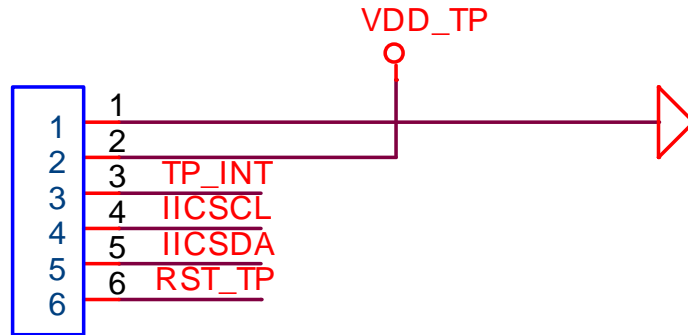 VDD_TP
1 1
2 2
3 TP_INT 3
4 IICSCL 4
5 IICSDA 5
6 RST_TP 6